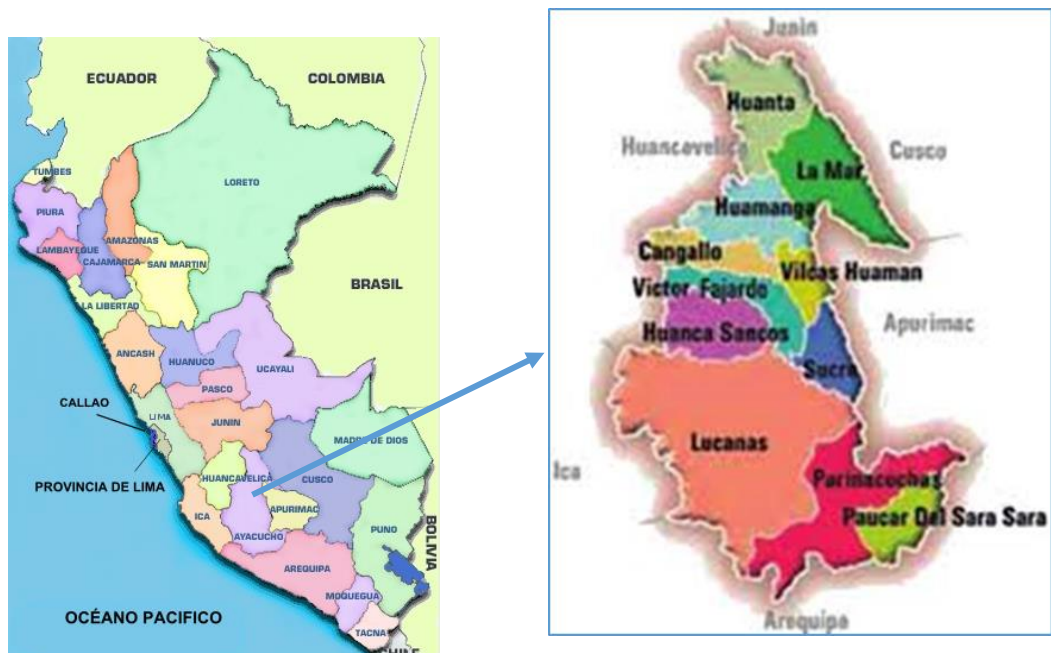 ECUADOR
COLOMBIA
TUMBES
LORETO
PIURA
AMAZONAS
LAMBAYEQUE
CAJAMARCA
SAN MARTIN
BRASIL
LA LIBERTAD
ANCASH
HUANUCO
UCAYALI
PASCO
CALLAO
LIMA
JUNIN
MADRE DE DIOS
PROVINCIA DE LIMA
HUANCAVELICA
CUSCO
ICA
APURIMAC
AYACUCHO
PUNO
BOLIVIA
AREQUIPA
MOQUEGUA
OCÉANO PACIFICO
TACNA
CHILE
Junin
Huanta
Huancavelica
Cusco
La Mar
Huamanga
Cangallo
Vilcas Huaman
Victor Fajardo
Apurimac
Huanca Sancos
Sucre
Lucanas
Ica
Parinacochas
Paucar Del Sara Sara
Arequipa